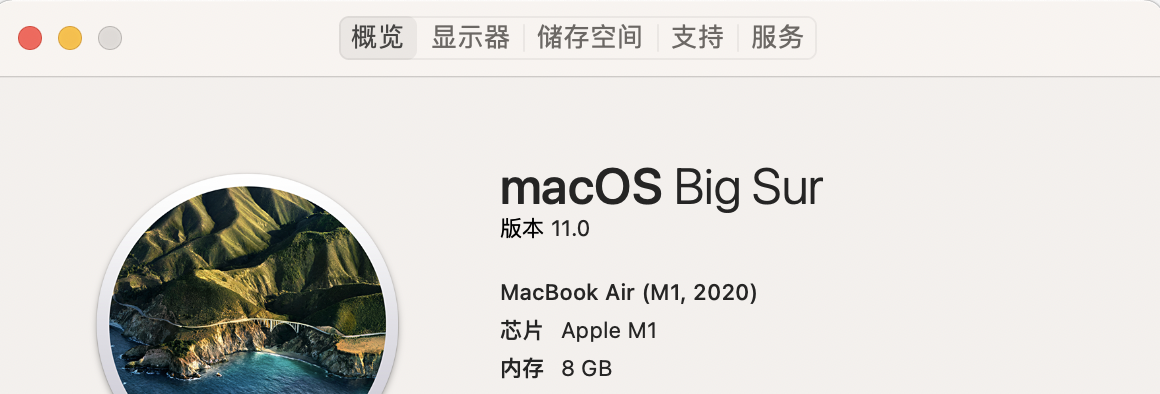 概览 显示器 储存空间 支持 服务
macOS Big Sur
版本 11.0
MacBook Air (M1, 2020)
芯片 Apple M1
内存 8 GB